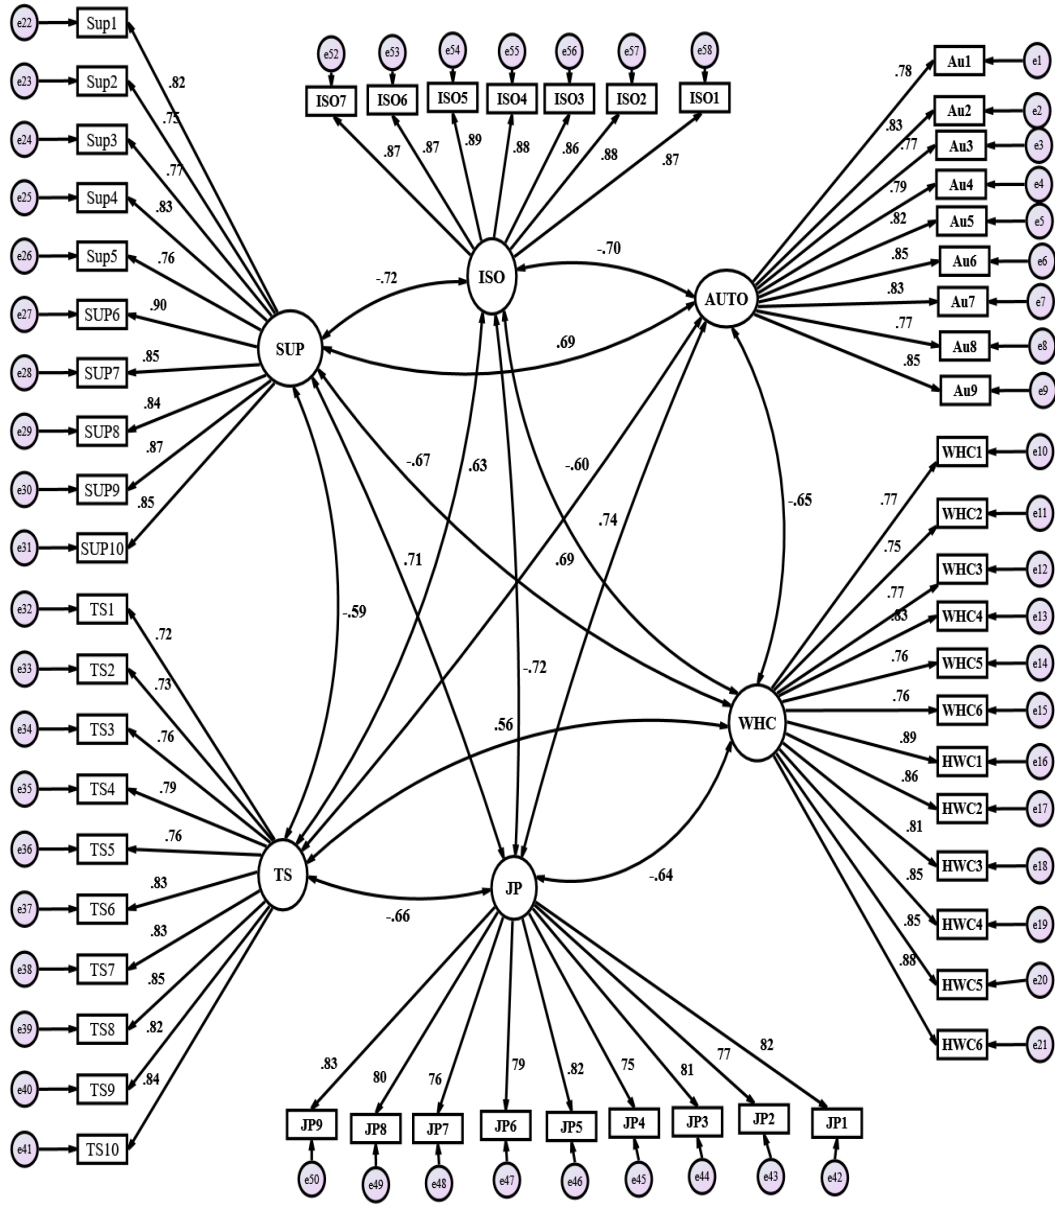 e22 Sup1
e23 Sup2
e24 Sup3
e25 Sup4
e26 Sup5
e27 SUP6
e28 SUP7
e29 SUP8
e30 SUP9
e31 SUP10
.82
.75
.77
.83
.76
.90
.85
.84
.87
.85
SUP
e52 e53 e54 e55 e56 e57 e58
ISO7 ISO6 ISO5 ISO4 ISO3 ISO2 ISO1
.87 .87 .89 .88 .86 .88 .87
ISO
Au1 e1
Au2 e2
Au3 e3
Au4 e4
Au5 e5
Au6 e6
Au7 e7
Au8 e8
Au9 e9
.78
.83
.77
.79
.82
.85
.83
.77
.85
AUTO
-.72
-.70
.69
-.67
.63
-.60
-.65
.74
.71
.69
-.59
-.72
.56
-.64
-.66
WHC1 e10
WHC2 e11
WHC3 e12
WHC4 e13
WHC5 e14
WHC6 e15
HWC1 e16
HWC2 e17
HWC3 e18
HWC4 e19
HWC5 e20
HWC6 e21
.77
.75
.77
.83
.76
.76
.89
.86
.81
.85
.85
.88
WHC
e32 TS1
e33 TS2
e34 TS3
e35 TS4
e36 TS5
e37 TS6
e38 TS7
e39 TS8
e40 TS9
e41 TS10
.72
.73
.76
.79
.76
.83
.83
.85
.82
.84
TS
JP
.83 80 76 79 .82 75 81 77 82
JP9 JP8 JP7 JP6 JP5 JP4 JP3 JP2 JP1
e50 e49 e48 e47 e46 e45 e44 e43 e42